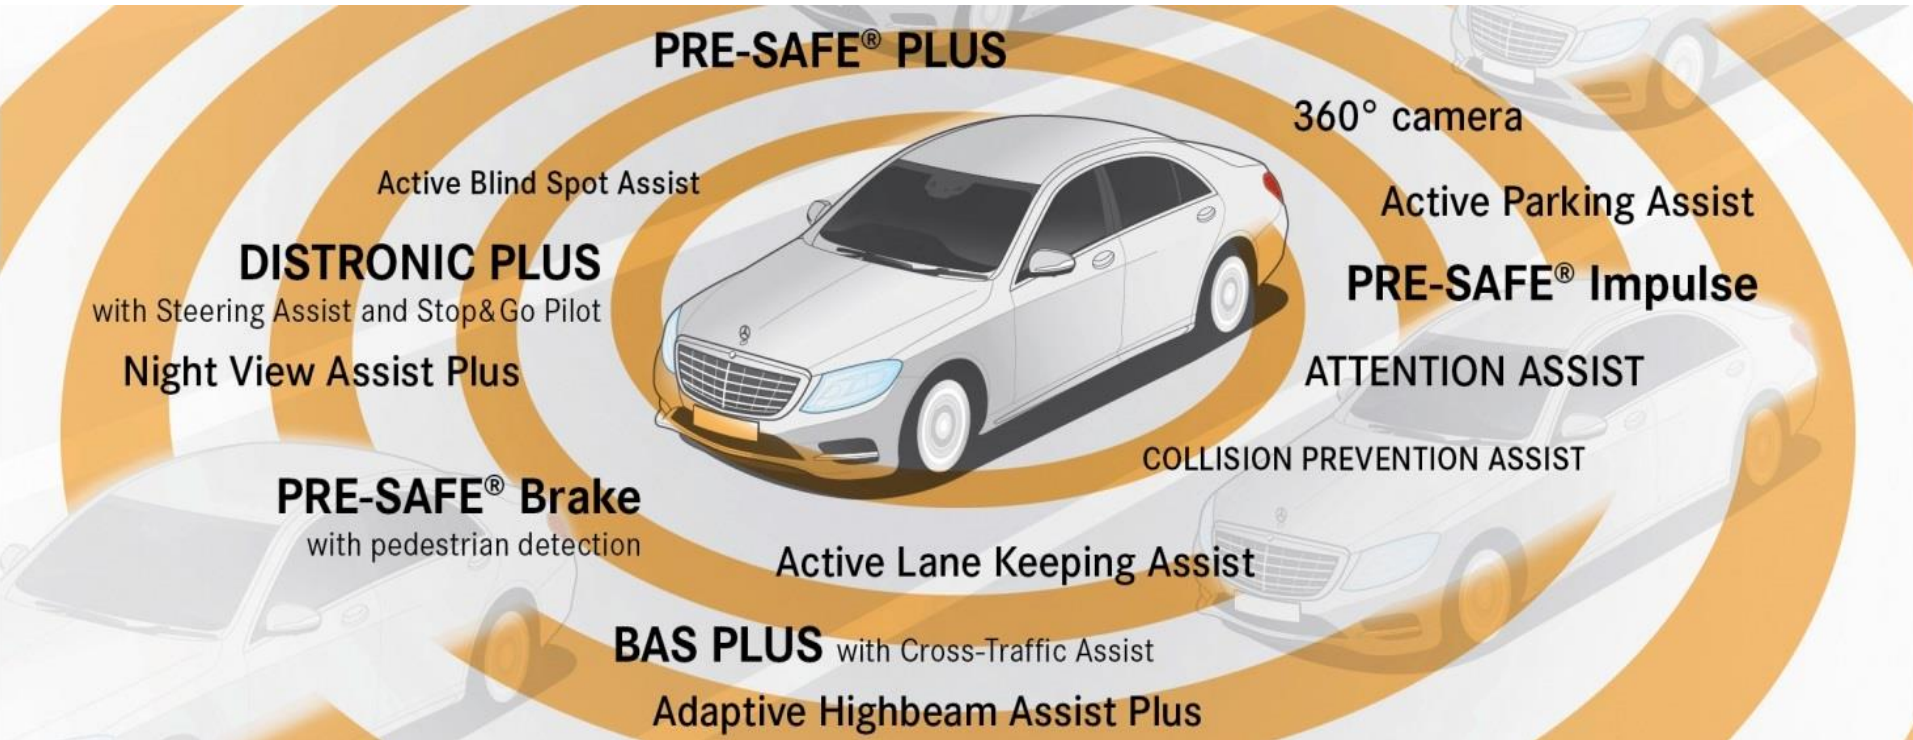 PRE-SAFE® PLUS
360° camera
Active Blind Spot Assist
Active Parking Assist
DISTRONIC PLUS
with Steering Assist and Stop&Go Pilot
PRE-SAFE® Impulse
Night View Assist Plus
ATTENTION ASSIST
COLLISION PREVENTION ASSIST
PRE-SAFE® Brake
with pedestrian detection
Active Lane Keeping Assist
BAS PLUS with Cross-Traffic Assist
Adaptive Highbeam Assist Plus